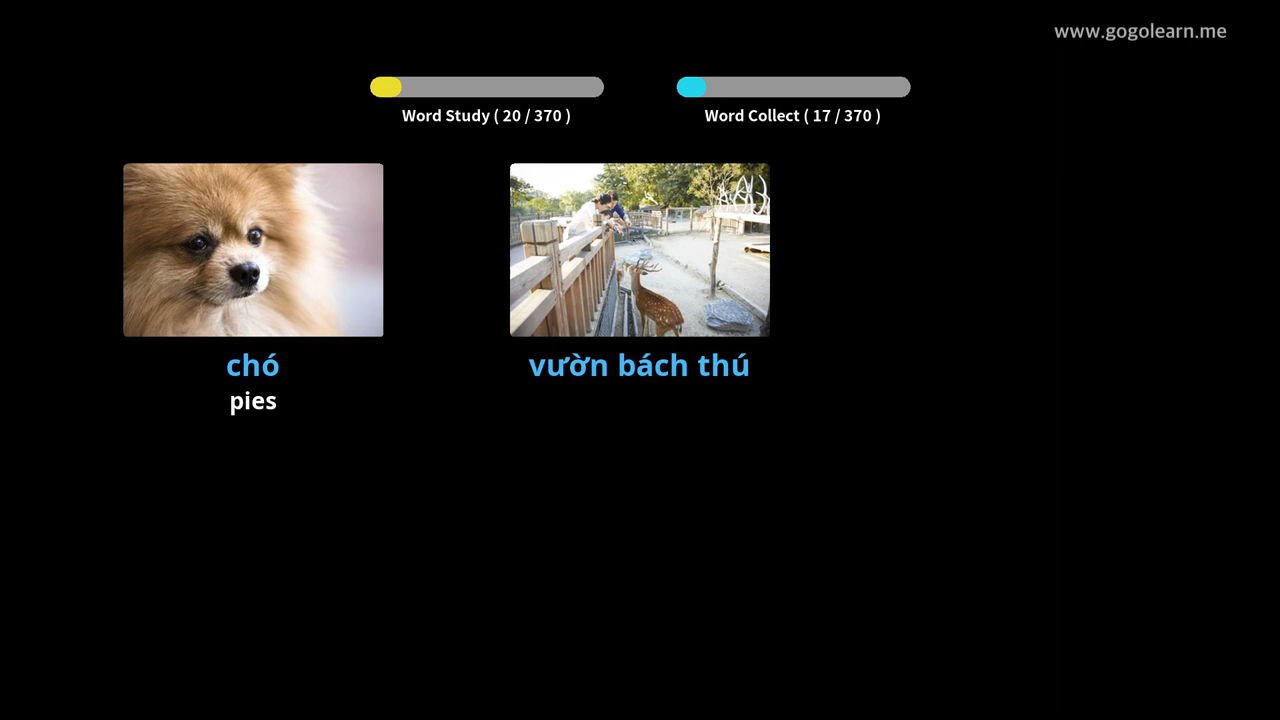 www.gogolearn.me
Word Study ( 20 / 370 )
Word Collect ( 17 / 370 )
chó
pies
vườn bách thú